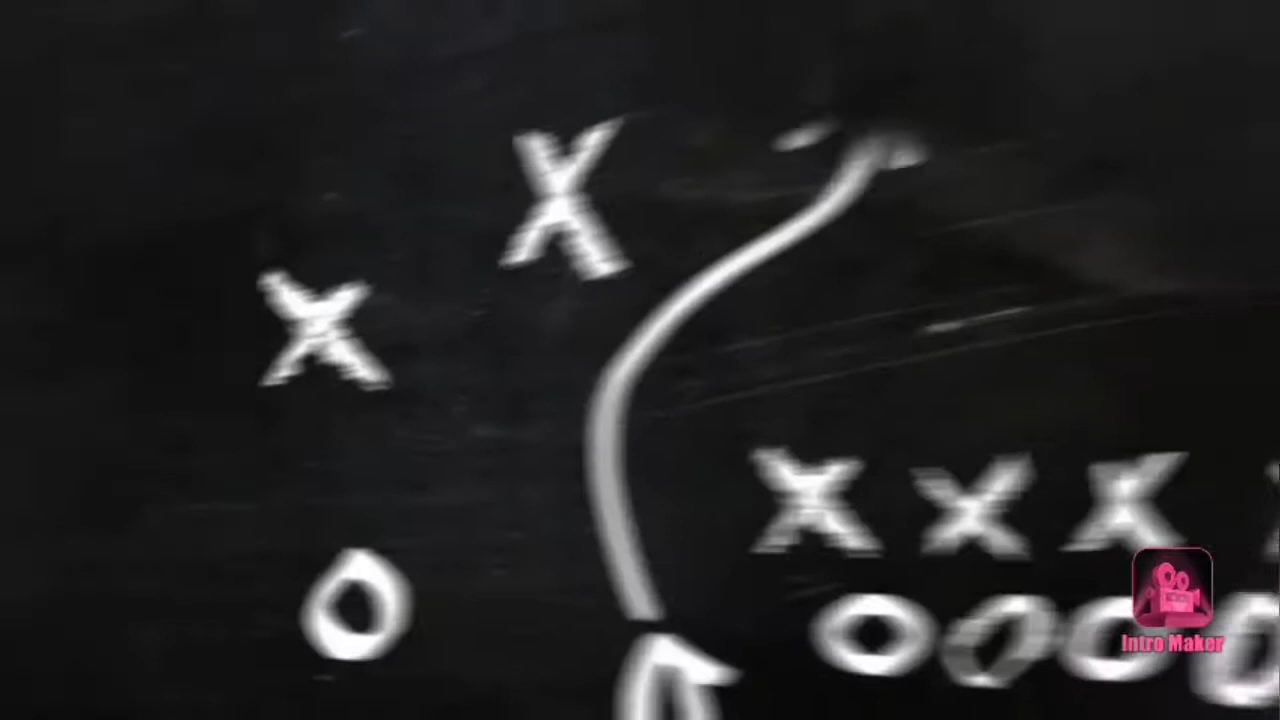 X
X
X X X
O
O O O O
Intro Maker